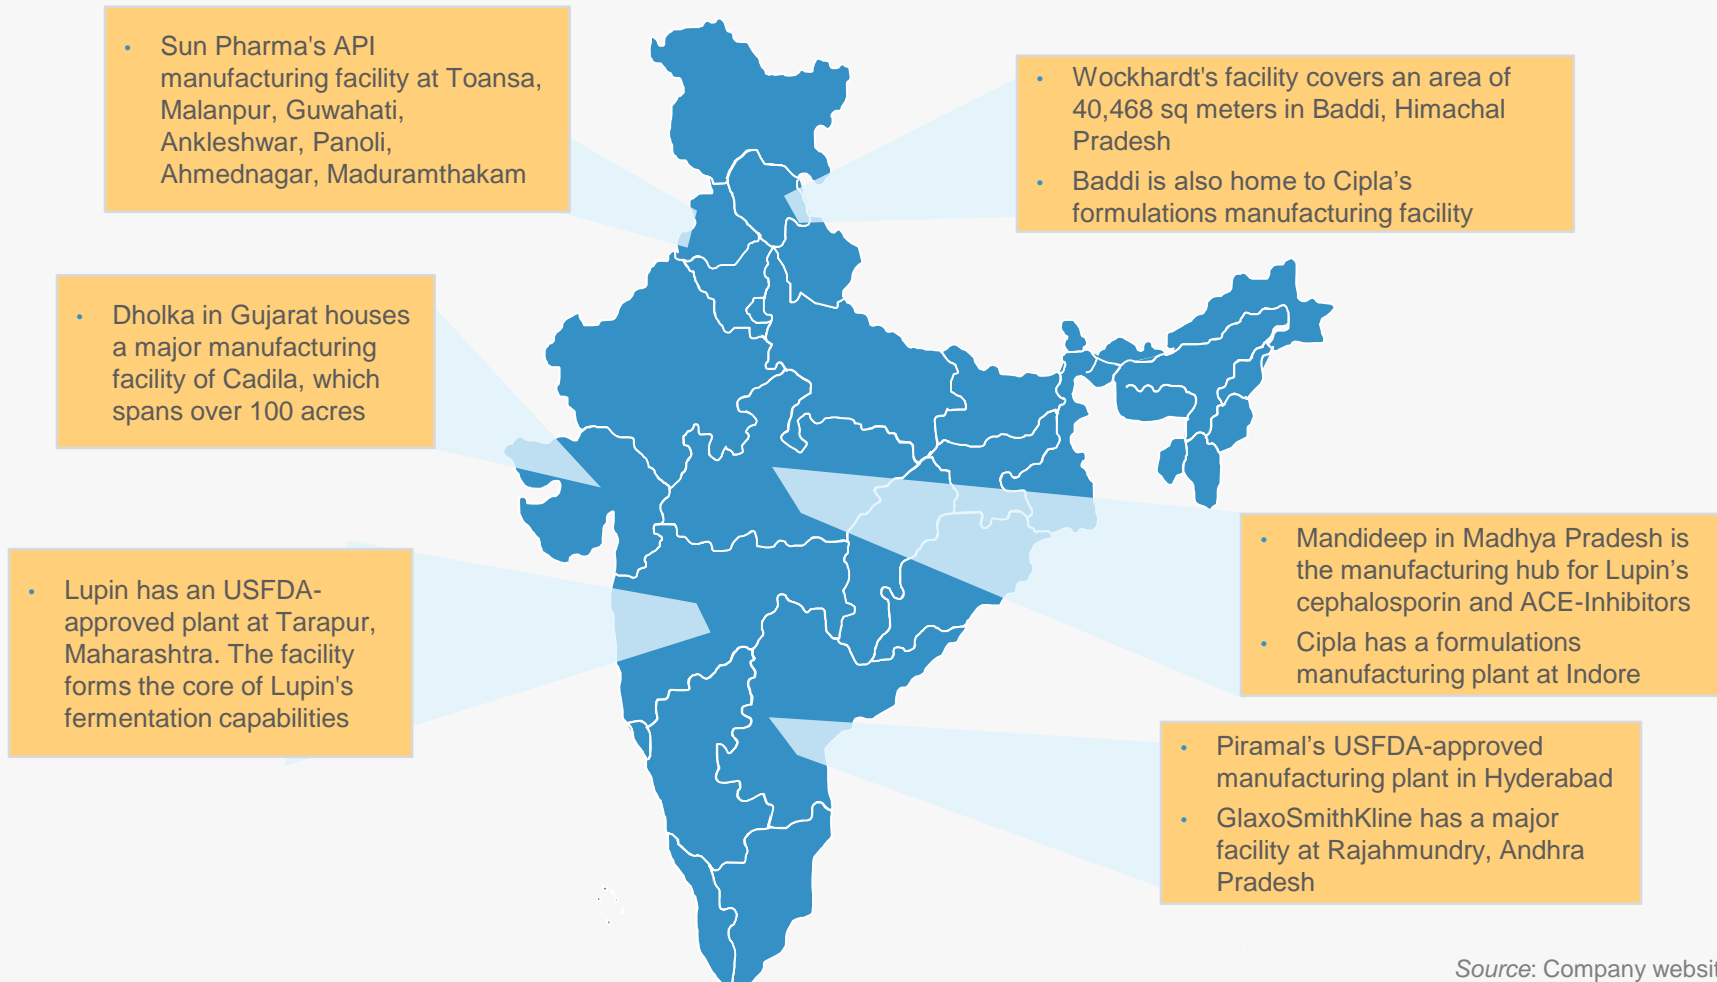 • Sun Pharma's API
manufacturing facility at Toansa,
Malanpur, Guwahati,
Ankleshwar, Panoli,
Ahmednagar, Maduramthakam
• Wockhardt's facility covers an area of
40,468 sq meters in Baddi, Himachal
Pradesh
• Baddi is also home to Cipla’s
formulations manufacturing facility
• Dholka in Gujarat houses
a major manufacturing
facility of Cadila, which
spans over 100 acres
• Lupin has an USFDA-
approved plant at Tarapur,
Maharashtra. The facility
forms the core of Lupin's
fermentation capabilities
• Mandideep in Madhya Pradesh is
the manufacturing hub for Lupin’s
cephalosporin and ACE-Inhibitors
• Cipla has a formulations
manufacturing plant at Indore
• Piramal’s USFDA-approved
manufacturing plant in Hyderabad
• GlaxoSmithKline has a major
facility at Rajahmundry, Andhra
Pradesh
Source: Company websit